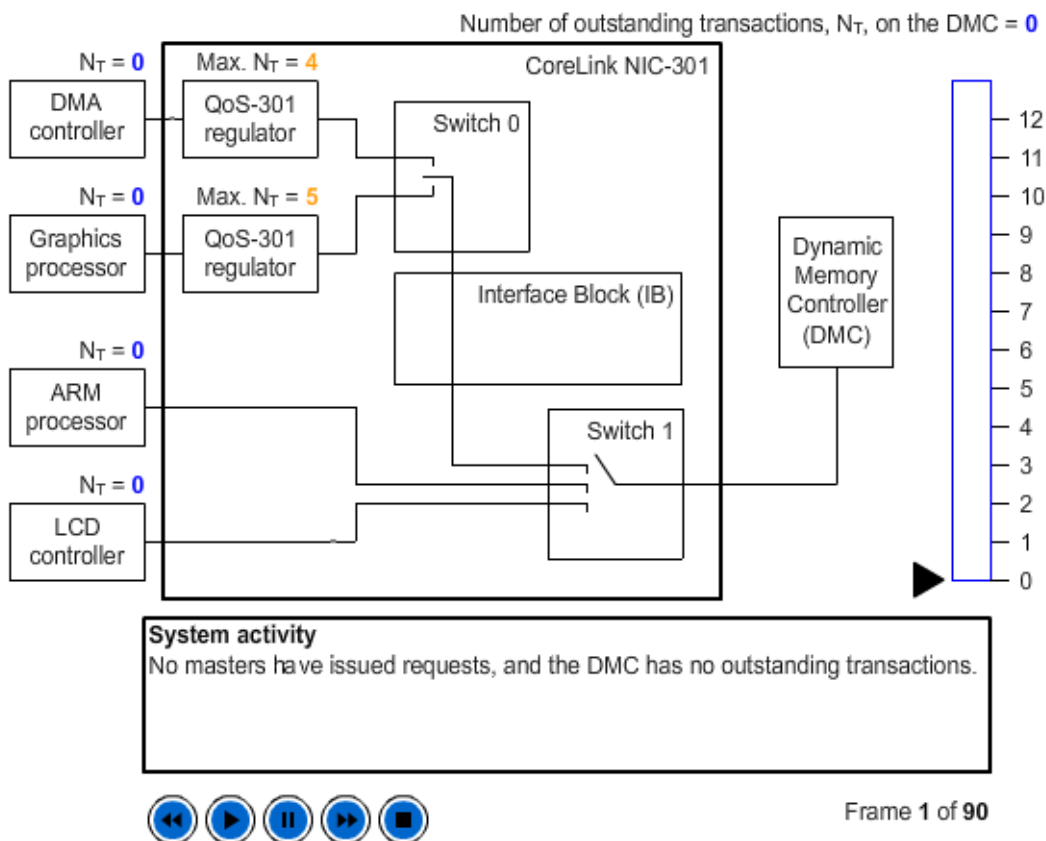 Number of outstanding transactions, NT, on the DMC = 0
NT = 0
Max. NT = 4
CoreLink NIC-301
DMA
controller
QoS-301
regulator
Switch 0
NT = 0
Max. NT = 5
Graphics
processor
QoS-301
regulator
Interface Block (IB)
Dynamic
Memory
Controller
(DMC)
NT = 0
ARM
processor
Switch 1
NT = 0
LCD
controller
12
11
10
9
8
7
6
5
4
3
2
1
0
System activity
No masters have issued requests, and the DMC has no outstanding transactions.
Frame 1 of 90